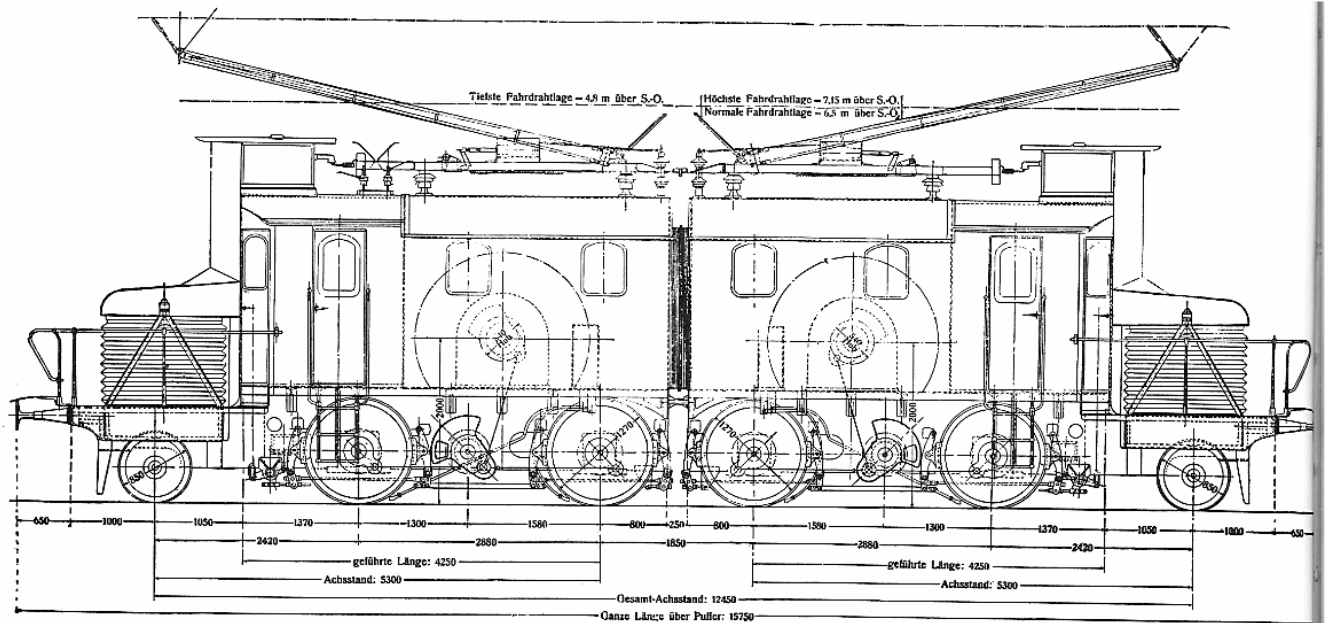 Tiefste Fahrdrahtlage = 4,8 m über S.-O.
Höchste Fahrdrahtlage = 7,15 m über S.-O.
Normale Fahrdrahtlage = 6,5 m über S.-O.
2000
2000
1270
1270
850
850
650
1000
1050
1370
1300
1580
800
250
800
1580
1300
1370
1050
1000
650
2420
2880
1850
2880
2420
geführte Länge: 4250
geführte Länge: 4250
Achsstand: 5300
Achsstand: 5300
Gesamt-Achsstand: 12450
Ganze Länge über Puffer: 15750